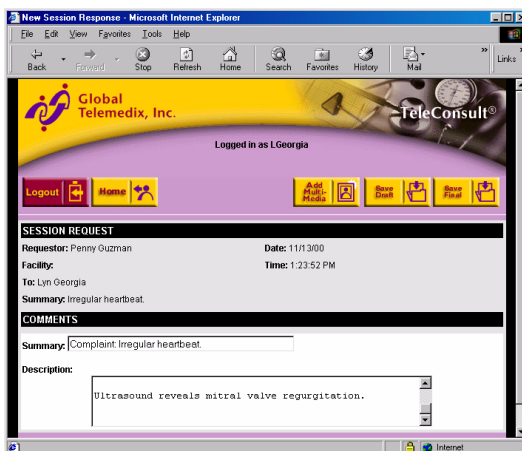 New Session Response - Microsoft Internet Explorer
File Edit View Favorites Tools Help
Back Forward Stop Refresh Home Search Favorites History Mail » Links »
Global
Telemedix, Inc.
TeleConsult®
Logged in as LGeorgia
Logout Home Add Multi-Media Save Draft Save Final
SESSION REQUEST
Requestor: Penny Guzman Date: 11/13/00
Facility: Time: 1:23:52 PM
To: Lyn Georgia
Summary: Irregular heartbeat.
COMMENTS
Summary: Complaint: Irregular heartbeat.
Description:
Ultrasound reveals mitral valve regurgitation.
Internet